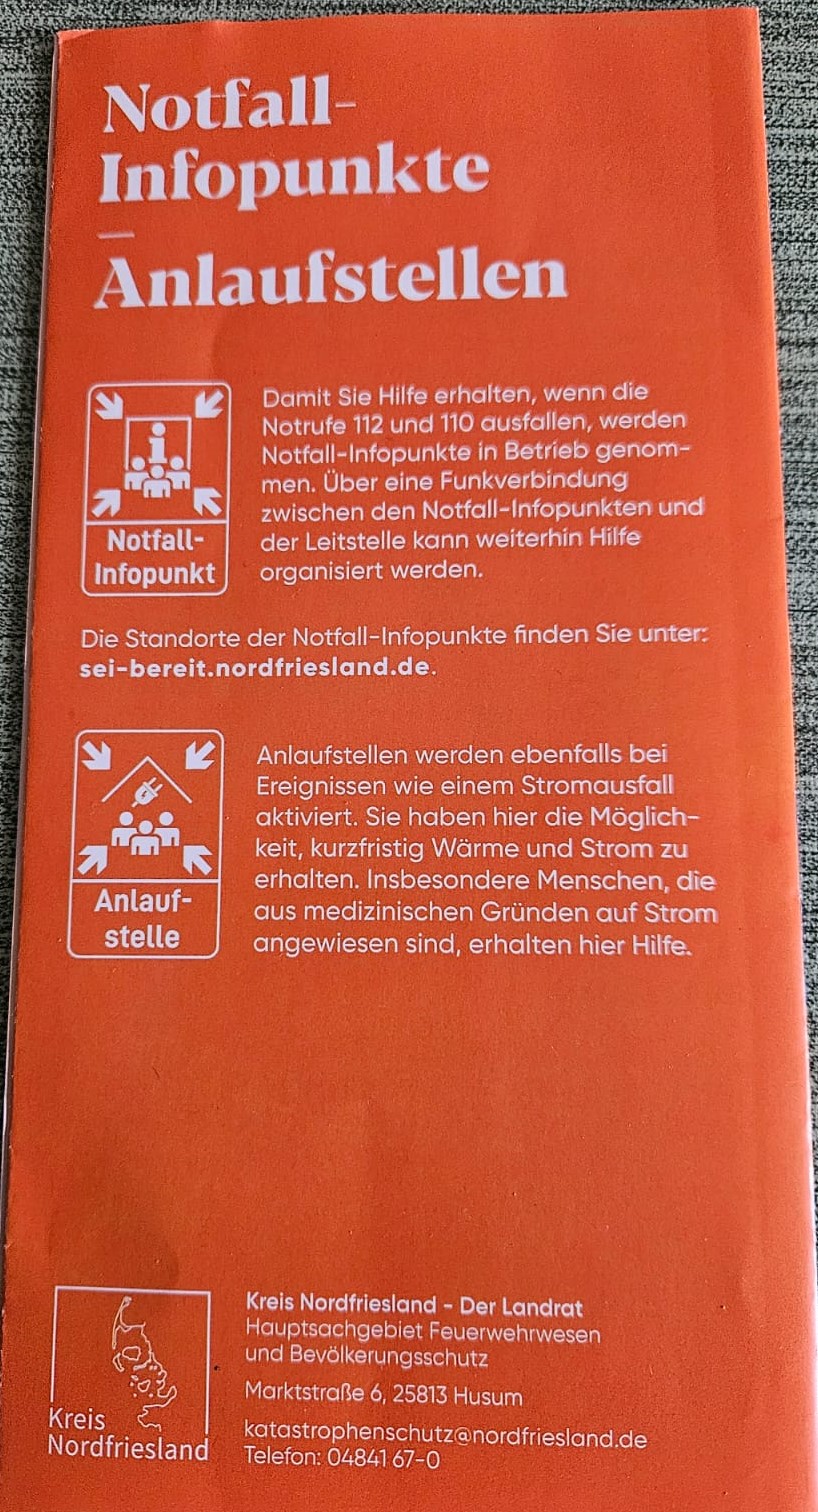 Notfall-
Infopunkte
–
Anlaufstellen
Notfall-
Infopunkt
Damit Sie Hilfe erhalten, wenn die
Notrufe 112 und 110 ausfallen, werden
Notfall-Infopunkte in Betrieb genom-
men. Über eine Funkverbindung
zwischen den Notfall-Infopunkten und
der Leitstelle kann weiterhin Hilfe
organisiert werden.
Die Standorte der Notfall-Infopunkte finden Sie unter:
sei-bereit.nordfriesland.de.
Anlauf-
stelle
Anlaufstellen werden ebenfalls bei
Ereignissen wie einem Stromausfall
aktiviert. Sie haben hier die Möglich-
keit, kurzfristig Wärme und Strom zu
erhalten. Insbesondere Menschen, die
aus medizinischen Gründen auf Strom
angewiesen sind, erhalten hier Hilfe.
Kreis
Nordfriesland
Kreis Nordfriesland - Der Landrat
Hauptsachgebiet Feuerwehrwesen
und Bevölkerungsschutz
Marktstraße 6, 25813 Husum
katastrophenschutz@nordfriesland.de
Telefon: 04841 67-0